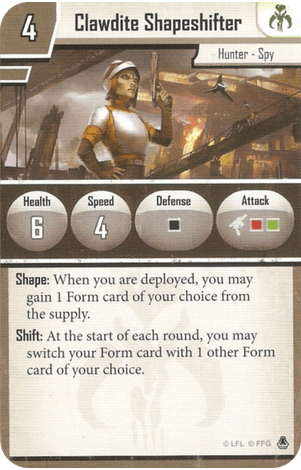 4
Clawdite Shapeshifter
Hunter - Spy
Health
Speed
Defense
Attack
6
4
Shape: When you are deployed, you may
gain 1 Form card of your choice from
the supply.
Shift: At the start of each round, you may
switch your Form card with 1 other Form
card of your choice.
© LFL © FFG